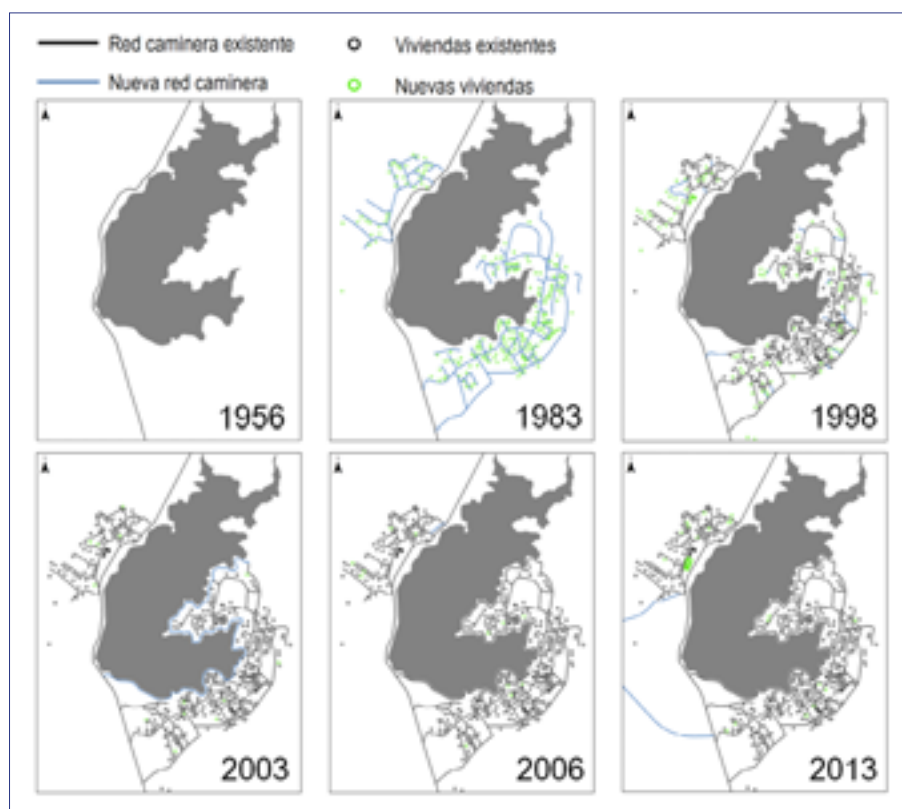 Red caminera existente
Viviendas existentes
Nueva red caminera
Nuevas viviendas
1956
1983
1998
2003
2006
2013